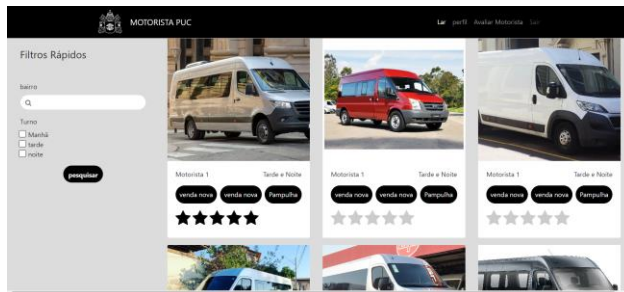 MOTORISTA PUC
Lar perfil Avaliar Motorista Sair
Filtros Rápidos
bairro
Turno
Manhã
tarde
noite
pesquisar
Motorista 1 Tarde e Noite
venda nova venda nova Pampulha
Motorista 1 Tarde e Noite
venda nova venda nova Pampulha
Motorista 1 Tarde e Noite
venda nova venda nova Pampulha